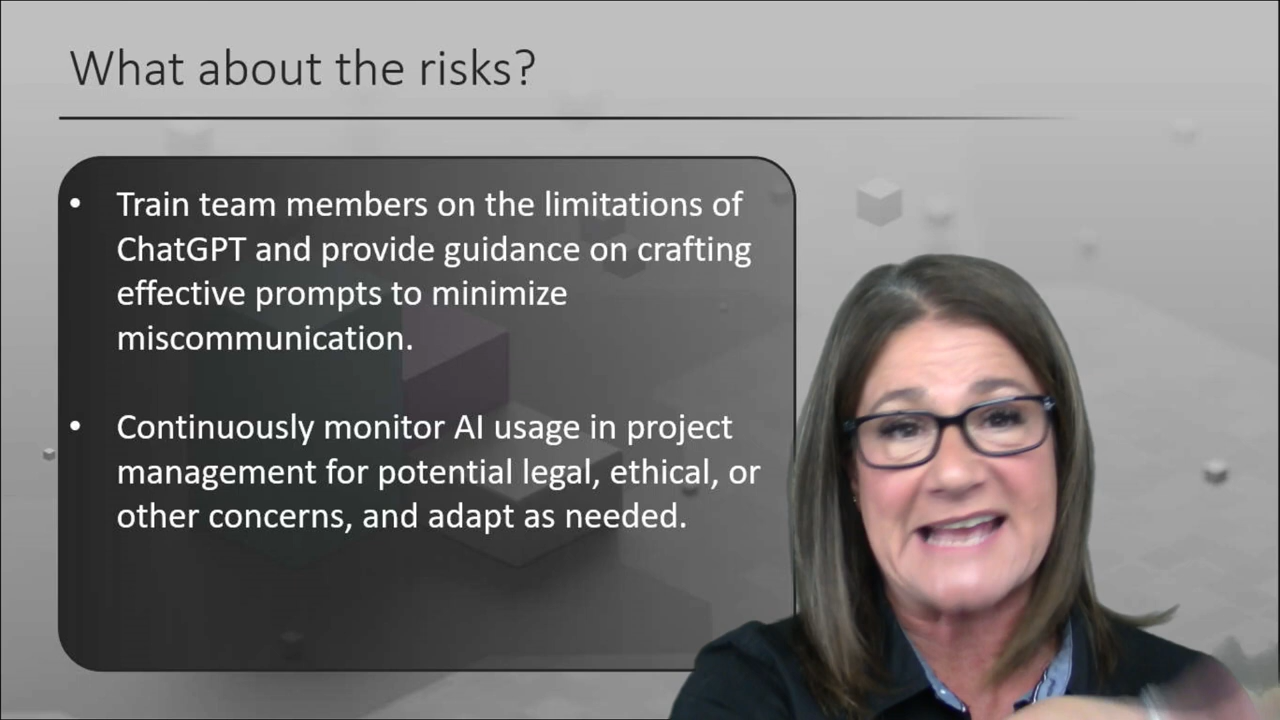 What about the risks?
• Train team members on the limitations of
ChatGPT and provide guidance on crafting
effective prompts to minimize
miscommunication.
• Continuously monitor AI usage in project
management for potential legal, ethical, or
other concerns, and adapt as needed.